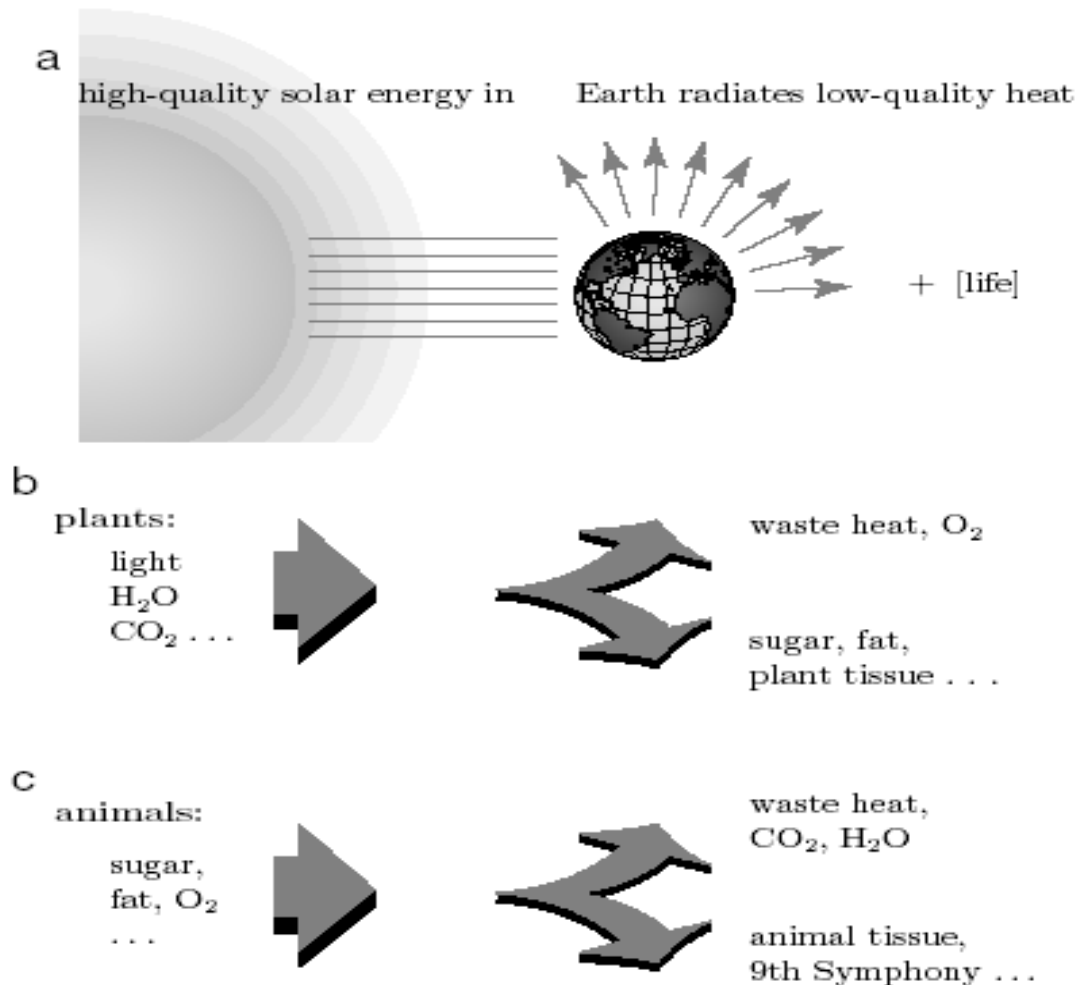 a
high-quality solar energy in
Earth radiates low-quality heat
+ [life]
b
plants:
light
H₂O
CO₂ . . .
waste heat, O₂
sugar, fat,
plant tissue . . .
c
animals:
sugar,
fat, O₂
. . .
waste heat,
CO₂, H₂O
animal tissue,
9th Symphony . . .